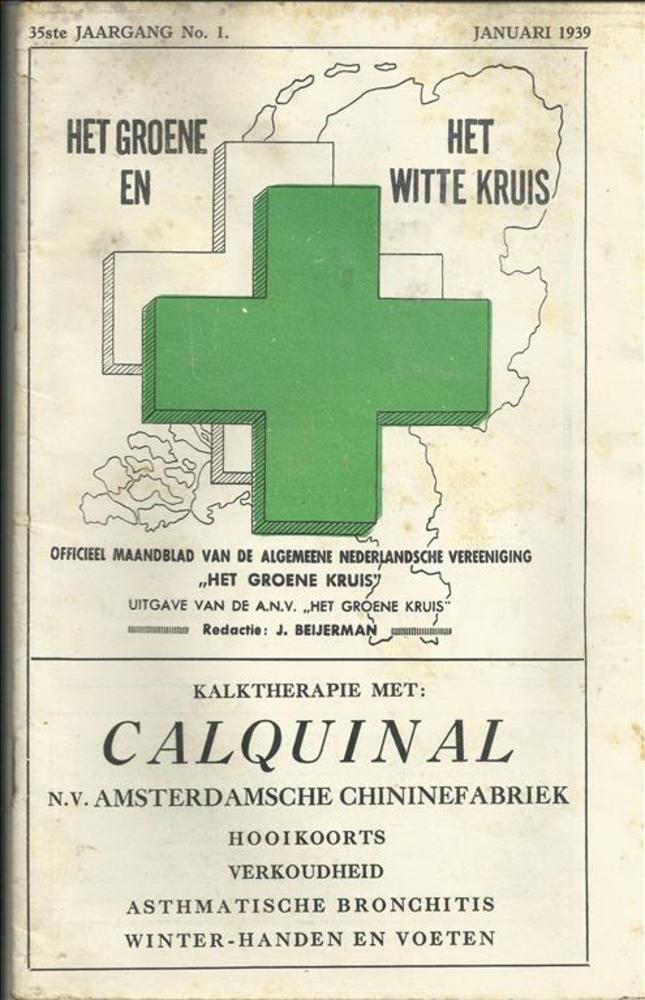 35ste JAARGANG No. 1.
JANUARI 1939
HET GROENE
EN
HET
WITTE KRUIS
OFFICIEEL MAANDBLAD VAN DE ALGEMEENE NEDERLANDSCHE VEREENIGING
„HET GROENE KRUIS”
UITGAVE VAN DE A.N.V. „HET GROENE KRUIS”
Redactie: J. BEIJERMAN
KALKTHERAPIE MET:
CALQUINAL
N.V. AMSTERDAMSCHE CHININEFABRIEK
HOOIKOORTS
VERKOUDHEID
ASTHMATISCHE BRONCHITIS
WINTER-HANDEN EN VOETEN